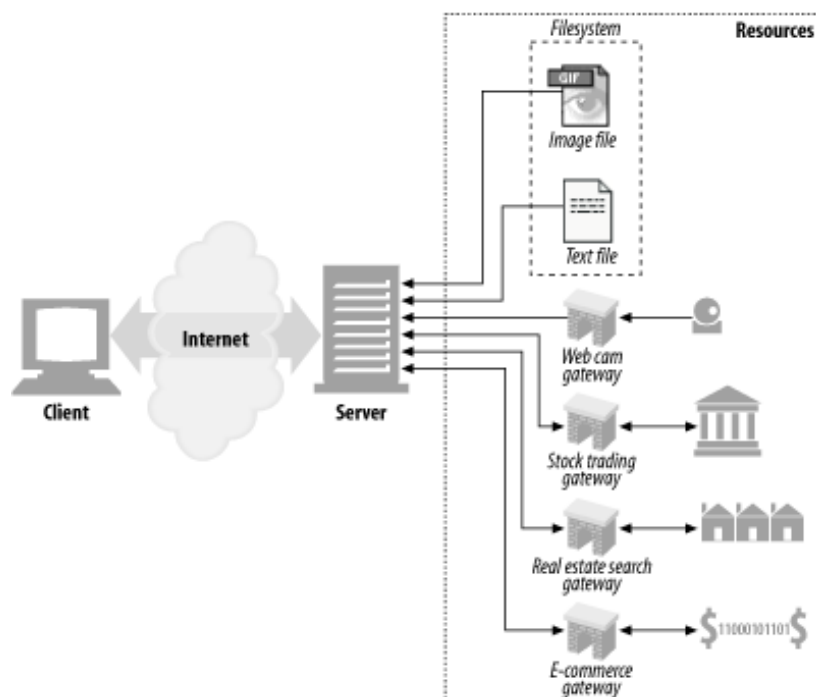 Filesystem
Resources
GIF
Image file
Text file
Internet
Client
Server
Web cam
gateway
Stock trading
gateway
Real estate search
gateway
$11000101101$
E-commerce
gateway